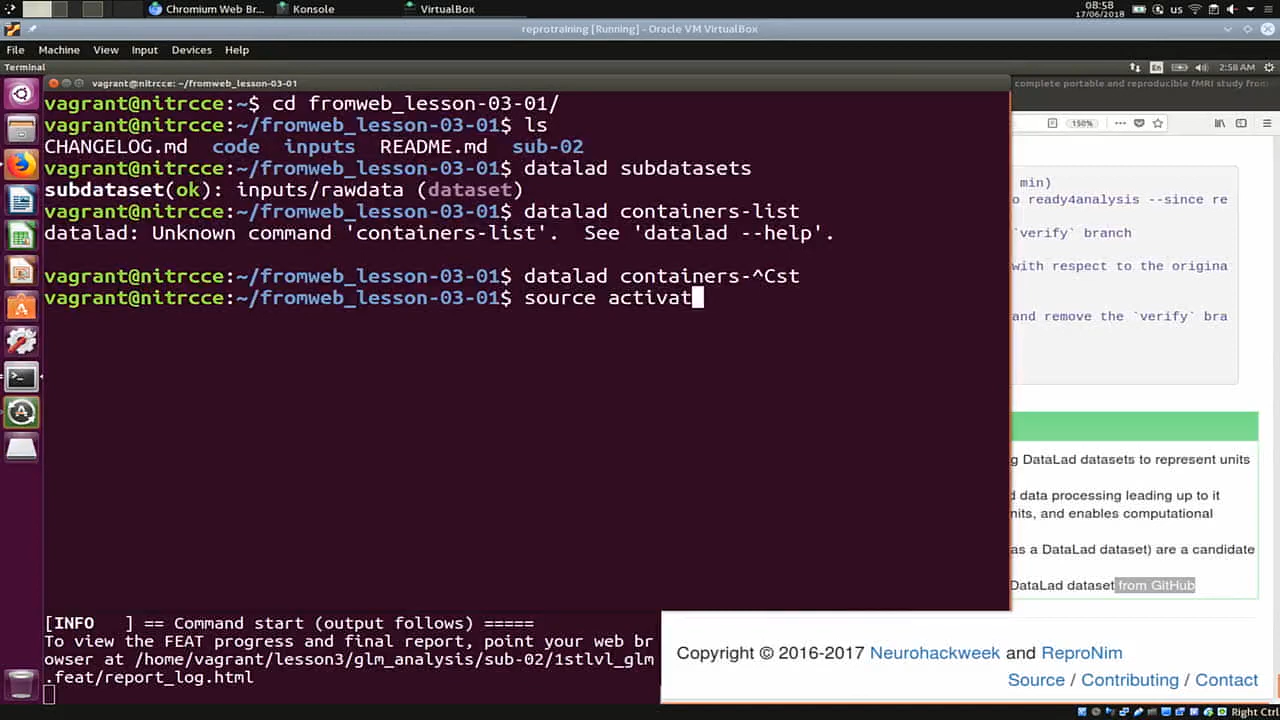 Chromium Web Br...
Konsole
VirtualBox
08:58
17/06/2018
us
reprotraining [Running] - Oracle VM VirtualBox
File Machine View Input Devices Help
Terminal
En
2:58 AM
vagrant@nitrcce: ~/fromweb_lesson-03-01
complete portable and reproducible fMRI study from
150%
vagrant@nitrcce:~$ cd fromweb_lesson-03-01/
vagrant@nitrcce:~/fromweb_lesson-03-01$ ls
CHANGELOG.md code inputs README.md sub-02
vagrant@nitrcce:~/fromweb_lesson-03-01$ datalad subdatasets
subdataset(ok): inputs/rawdata (dataset)
vagrant@nitrcce:~/fromweb_lesson-03-01$ datalad containers-list
datalad: Unknown command 'containers-list'. See 'datalad --help'.
vagrant@nitrcce:~/fromweb_lesson-03-01$ datalad containers-^Cst
vagrant@nitrcce:~/fromweb_lesson-03-01$ source activat
min)
o ready4analysis --since re
`verify` branch
with respect to the origina
and remove the `verify` bra
g DataLad datasets to represent units
d data processing leading up to it
nits, and enables computational
as a DataLad dataset) are a candidate
DataLad dataset from GitHub
[INFO ] == Command start (output follows) =====
To view the FEAT progress and final report, point your web br
owser at /home/vagrant/lesson3/glm_analysis/sub-02/1stlvl_glm
.feat/report_log.html
Copyright © 2016-2017 Neurohackweek and ReproNim
Source / Contributing / Contact
Right Ctrl